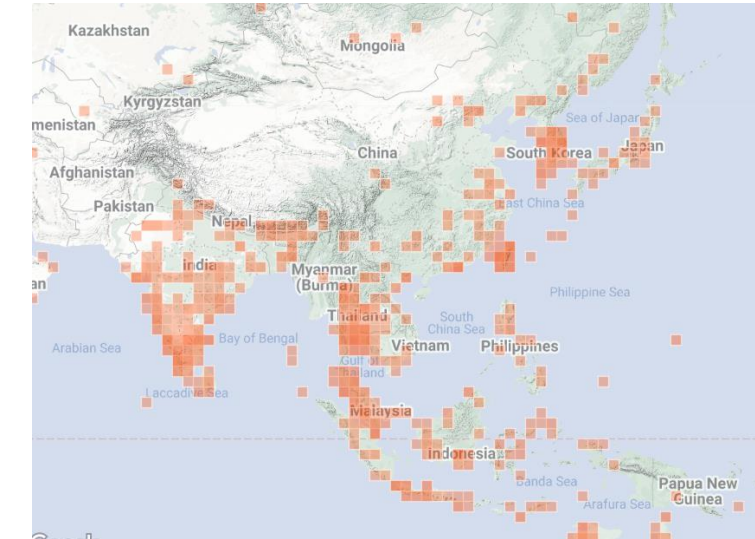 Kazakhstan
Mongolia
Kyrgyzstan
menistan
Sea of Japan
China
South Korea
Japan
Afghanistan
Pakistan
East China Sea
Nepal
India
Myanmar
(Burma)
an
Philippine Sea
Thailand
South
China Sea
Bay of Bengal
Vietnam
Philippines
Arabian Sea
Gulf of
Thailand
Laccadive Sea
Malaysia
Indonesia
Banda Sea
Papua New
Guinea
Arafura Sea